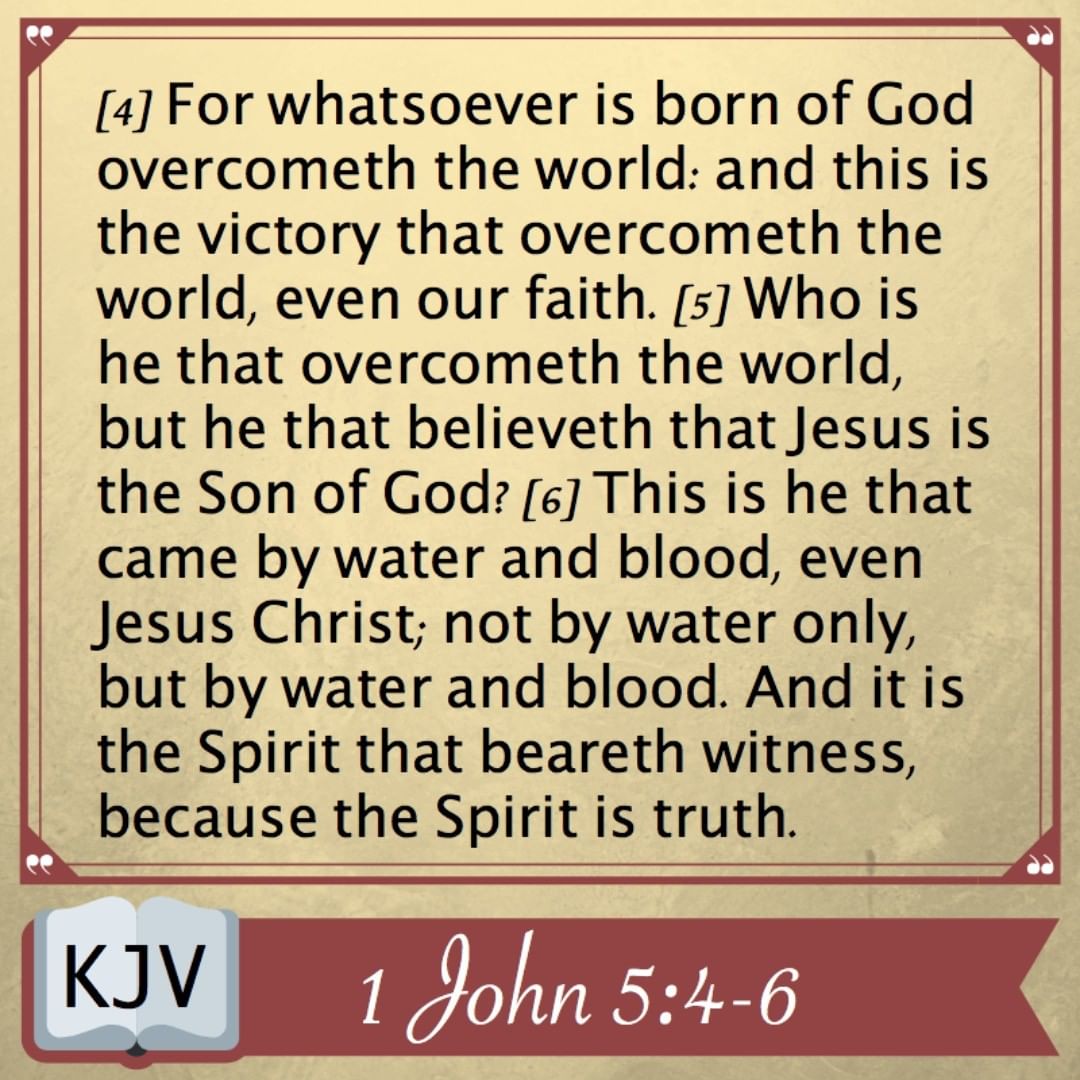 [4] For whatsoever is born of God
overcometh the world: and this is
the victory that overcometh the
world, even our faith. [5] Who is
he that overcometh the world,
but he that believeth that Jesus is
the Son of God? [6] This is he that
came by water and blood, even
Jesus Christ; not by water only,
but by water and blood. And it is
the Spirit that beareth witness,
because the Spirit is truth.
KJV
1 John 5:4-6